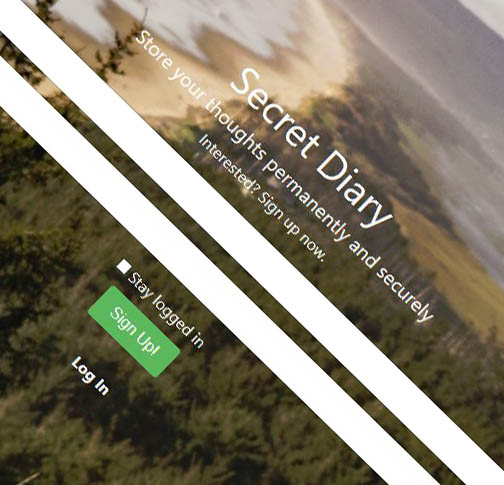 Secret Diary
Store your thoughts permanently and securely
Interested? Sign up now.
Stay logged in
Sign Up!
Log In